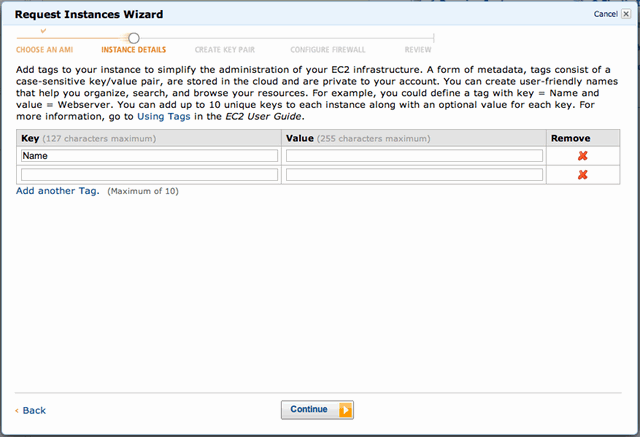 Request Instances Wizard
Cancel
CHOOSE AN AMI INSTANCE DETAILS CREATE KEY PAIR CONFIGURE FIREWALL REVIEW
Add tags to your instance to simplify the administration of your EC2 infrastructure. A form of metadata, tags consist of a
case-sensitive key/value pair, are stored in the cloud and are private to your account. You can create user-friendly names
that help you organize, search, and browse your resources. For example, you could define a tag with key = Name and
value = Webserver. You can add up to 10 unique keys to each instance along with an optional value for each key. For
more information, go to Using Tags in the EC2 User Guide.
Key (127 characters maximum) Value (255 characters maximum) Remove
Name
Add another Tag. (Maximum of 10)
Back
Continue